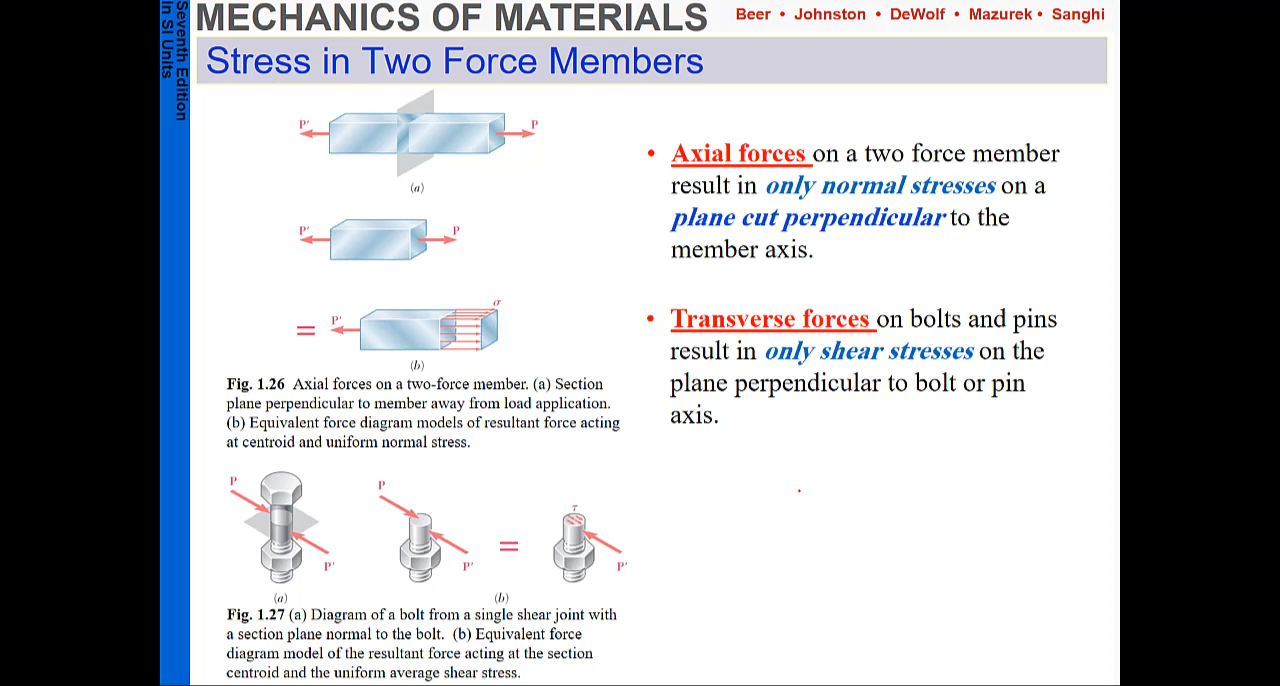 Seventh Edition
in SI Units
MECHANICS OF MATERIALS
Beer • Johnston • DeWolf • Mazurek • Sanghi
Stress in Two Force Members
P'
P
(a)
P'
P
=
P'
σ
(b)
Fig. 1.26 Axial forces on a two-force member. (a) Section
plane perpendicular to member away from load application.
(b) Equivalent force diagram models of resultant force acting
at centroid and uniform normal stress.
P
P'
(a)
P
P'
=
τ
P'
(b)
Fig. 1.27 (a) Diagram of a bolt from a single shear joint with
a section plane normal to the bolt. (b) Equivalent force
diagram model of the resultant force acting at the section
centroid and the uniform average shear stress.
• Axial forces on a two force member
result in only normal stresses on a
plane cut perpendicular to the
member axis.
• Transverse forces on bolts and pins
result in only shear stresses on the
plane perpendicular to bolt or pin
axis.